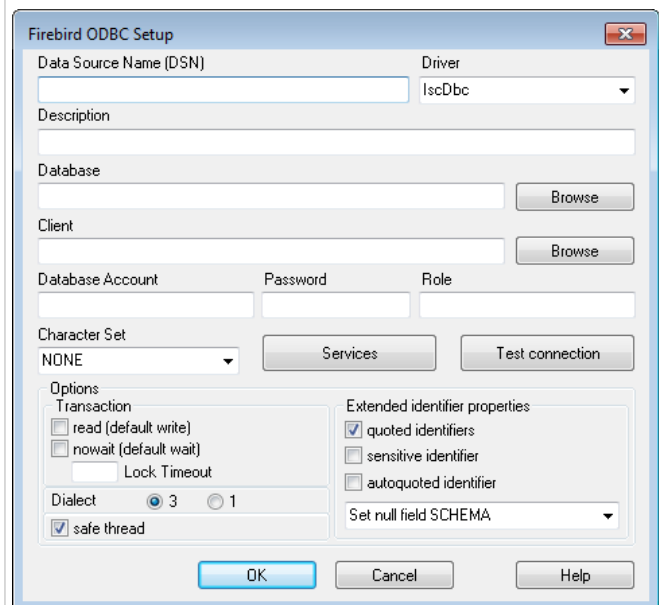 Firebird ODBC Setup
Data Source Name (DSN) Driver
IscDbc
Description
Database
Browse
Client
Browse
Database Account Password Role
Character Set
NONE Services Test connection
Options
Transaction Extended identifier properties
read (default write) quoted identifiers
nowait (default wait) sensitive identifier
Lock Timeout autoquoted identifier
Dialect 3 1 Set null field SCHEMA
safe thread
OK Cancel Help